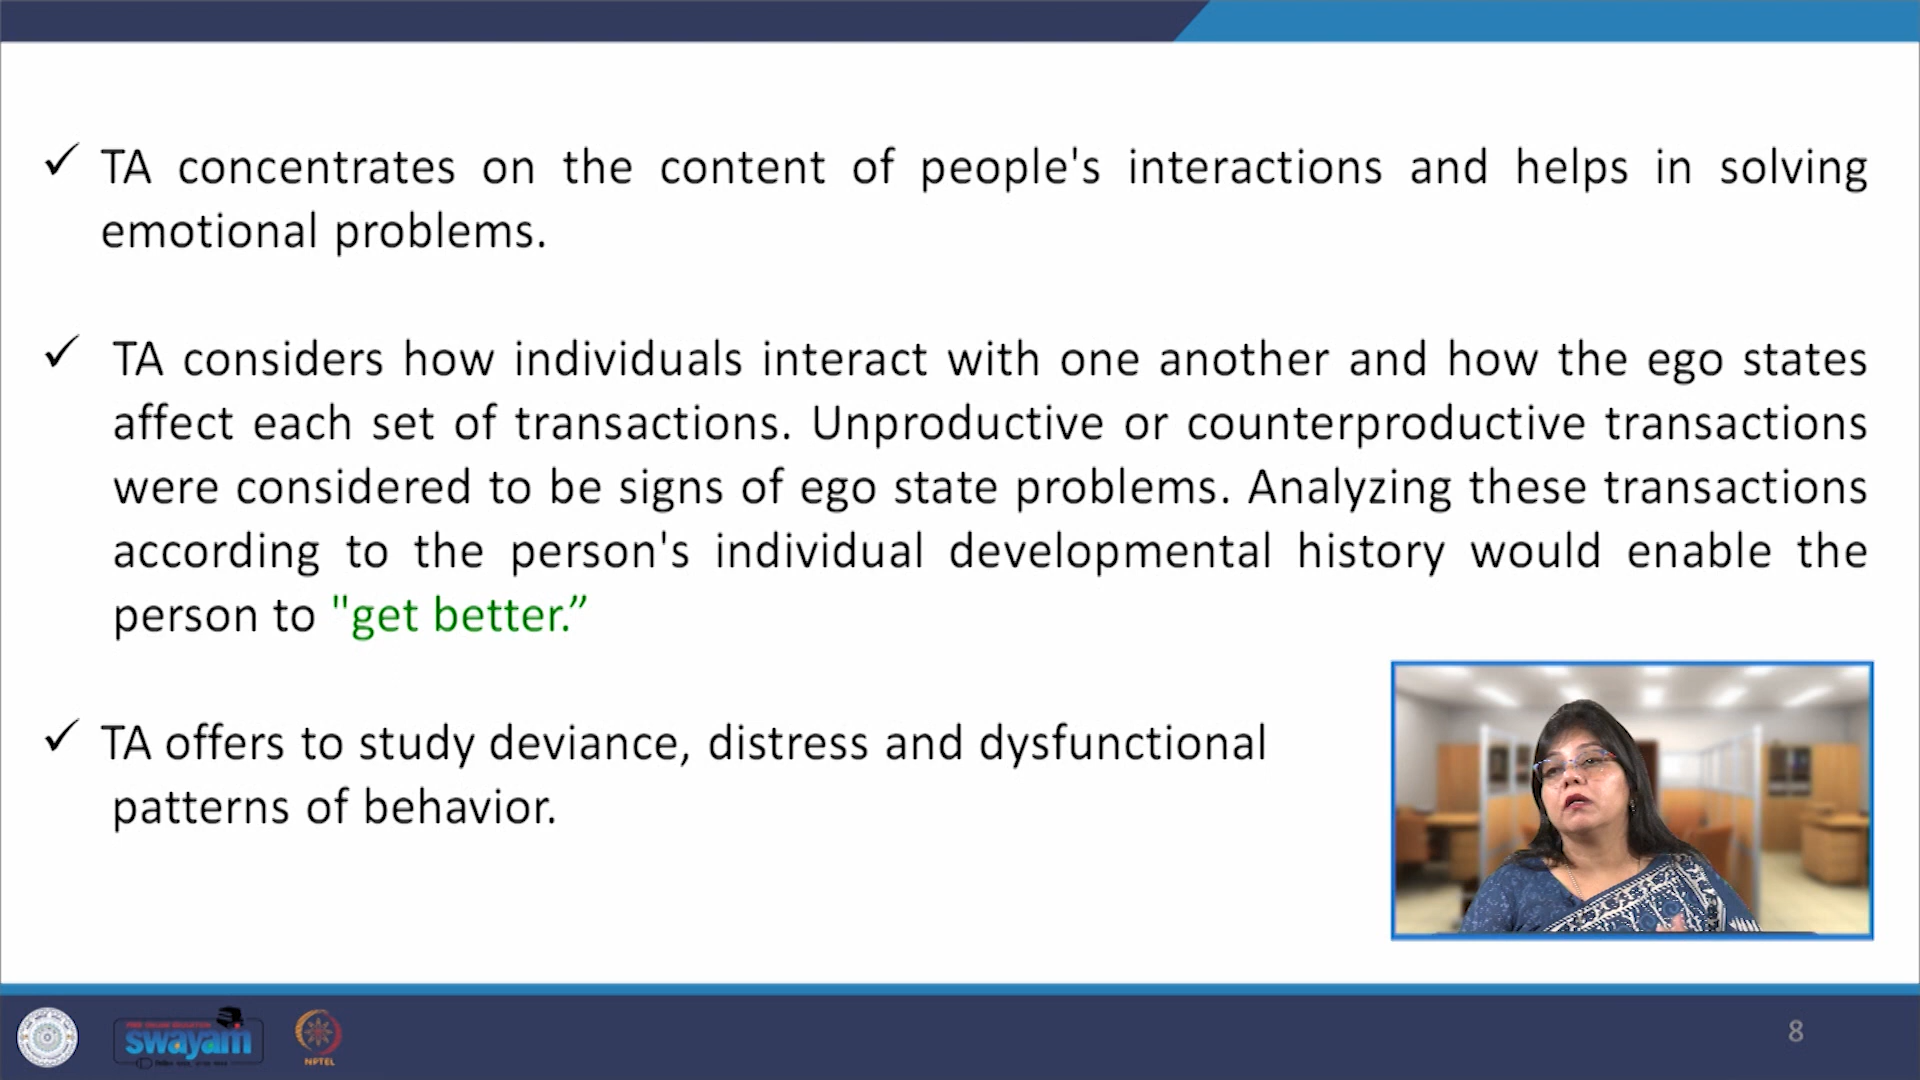 ✓ TA concentrates on the content of people's interactions and helps in solving
emotional problems.
✓ TA considers how individuals interact with one another and how the ego states
affect each set of transactions. Unproductive or counterproductive transactions
were considered to be signs of ego state problems. Analyzing these transactions
according to the person's individual developmental history would enable the
person to "get better.”
✓ TA offers to study deviance, distress and dysfunctional
patterns of behavior.
swayam
NPTEL
8